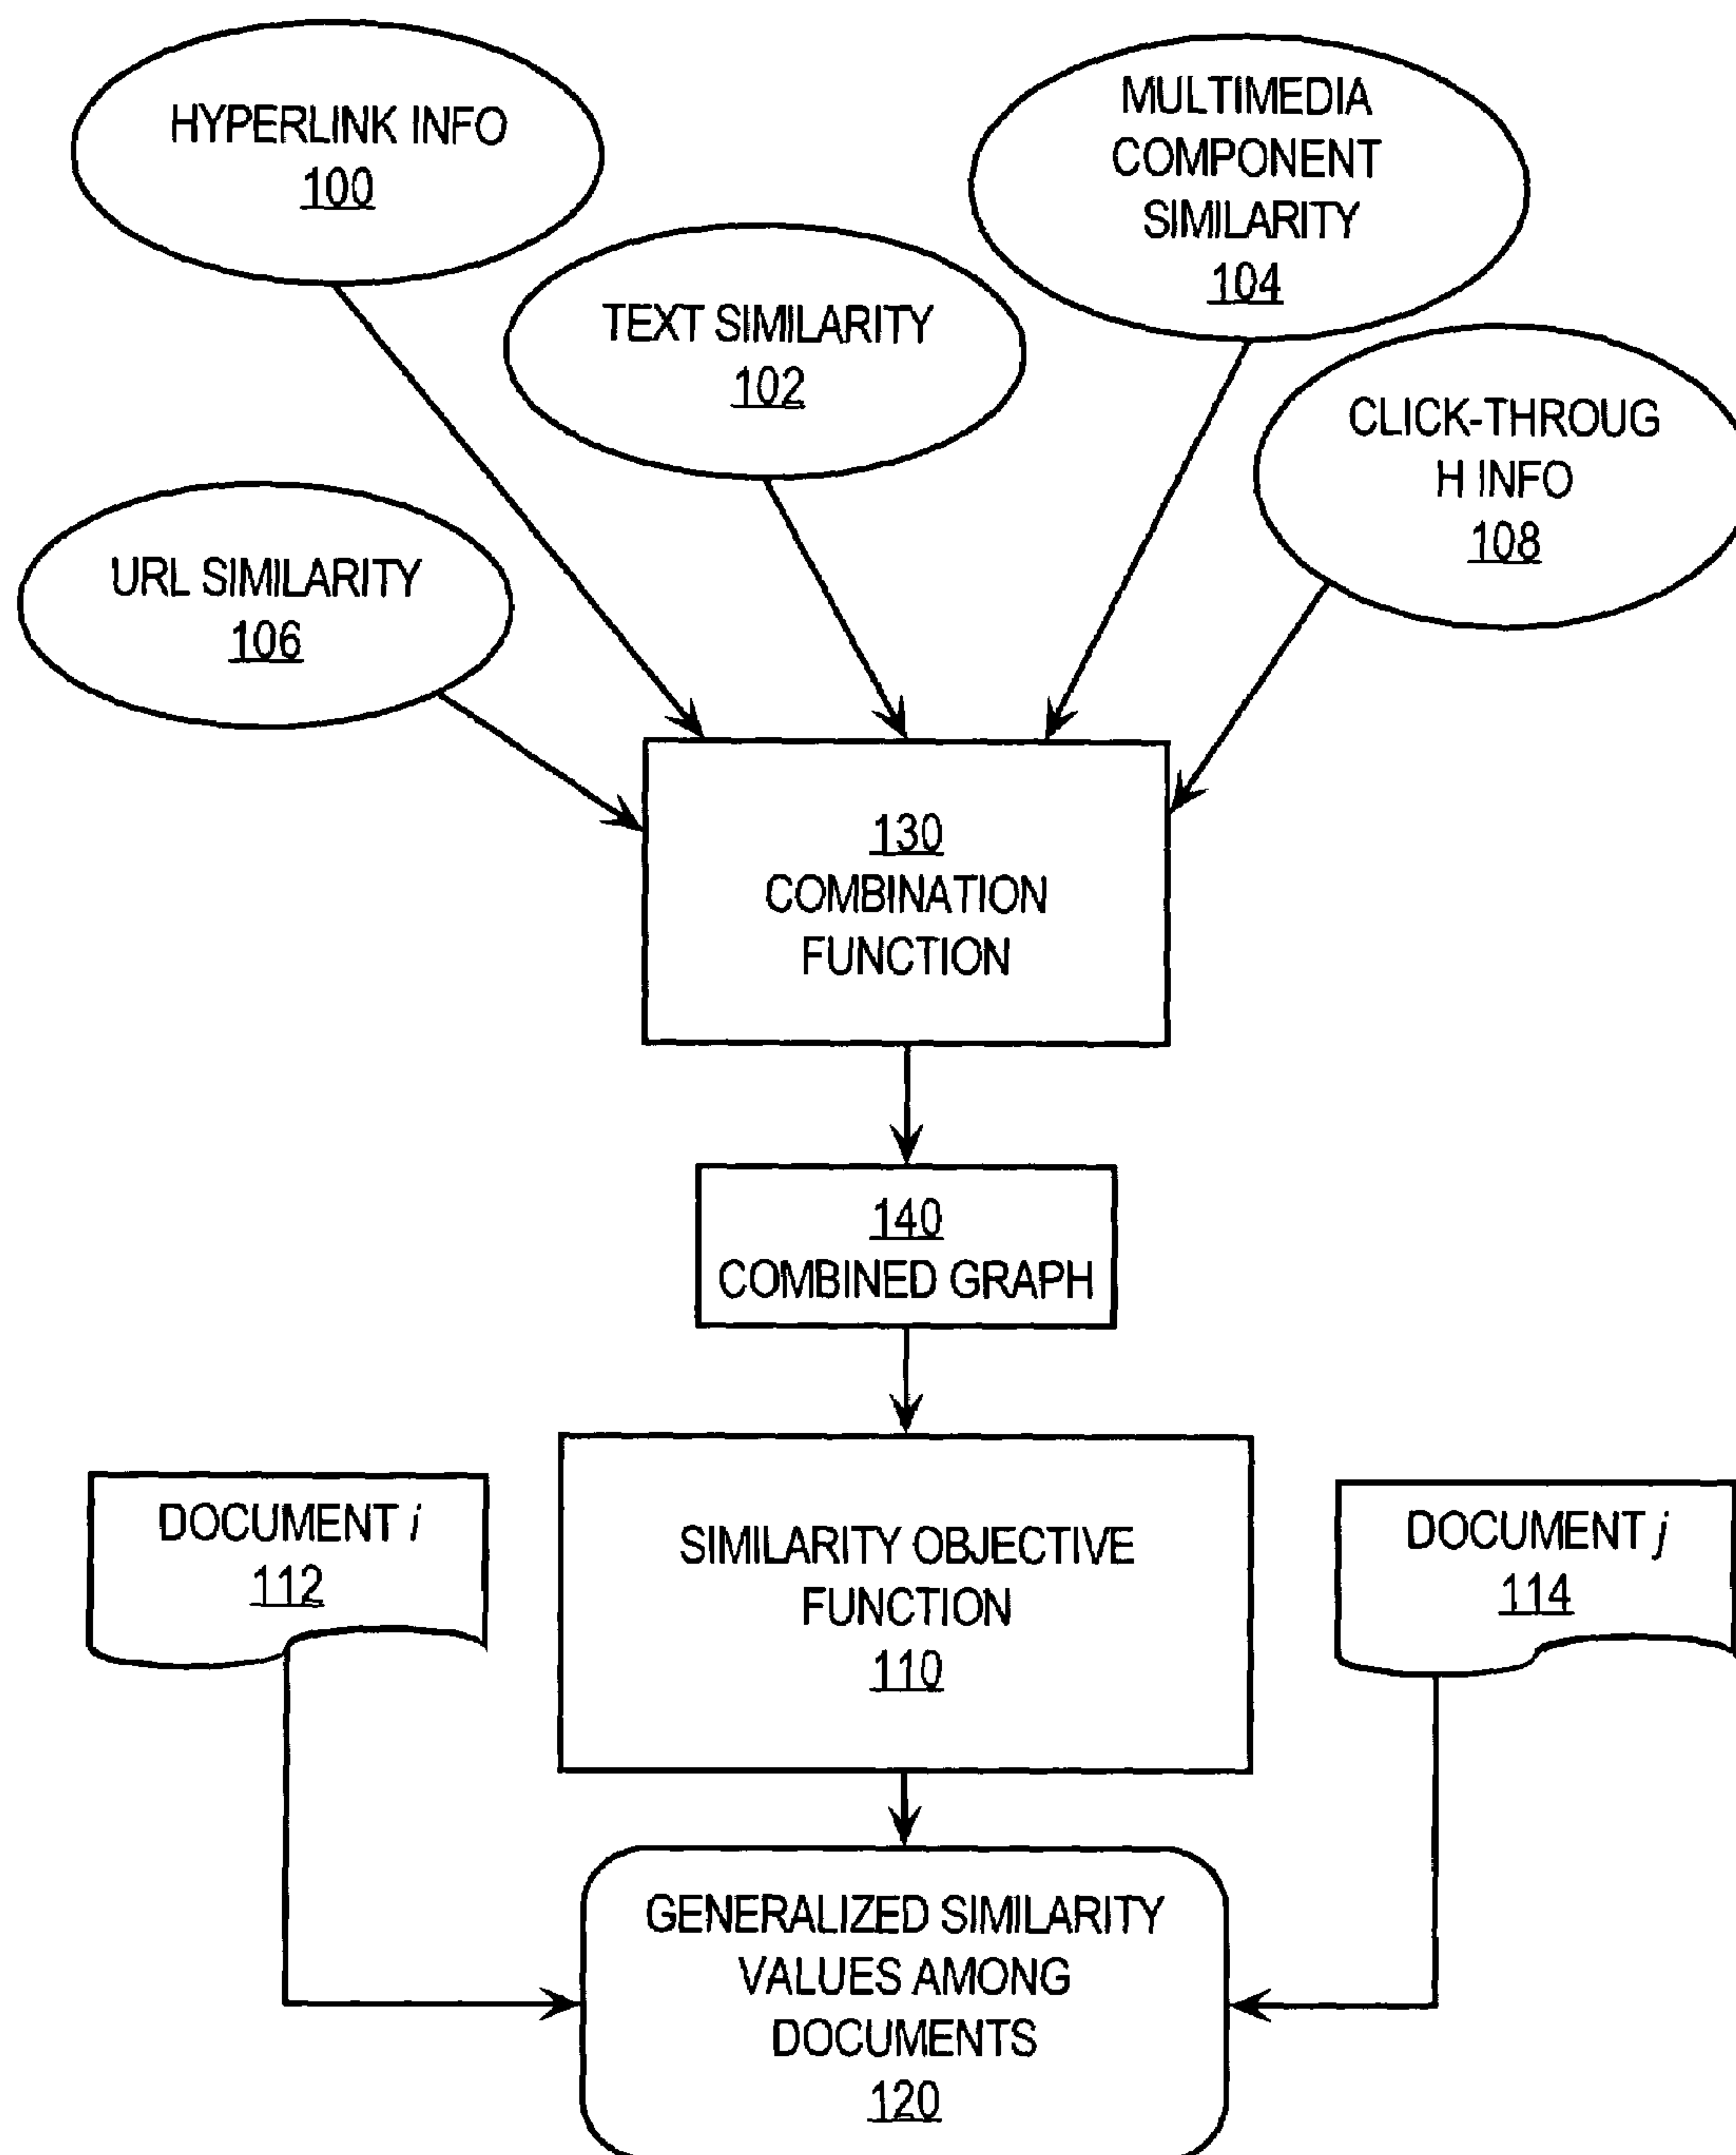 HYPERLINK INFO
100
MULTIMEDIA
COMPONENT
SIMILARITY
104
TEXT SIMILARITY
102
CLICK-THROUG
H INFO
108
URL SIMILARITY
106
130
COMBINATION
FUNCTION
140
COMBINED GRAPH
DOCUMENT i
112
SIMILARITY OBJECTIVE
FUNCTION
110
DOCUMENT j
114
GENERALIZED SIMILARITY
VALUES AMONG
DOCUMENTS
120